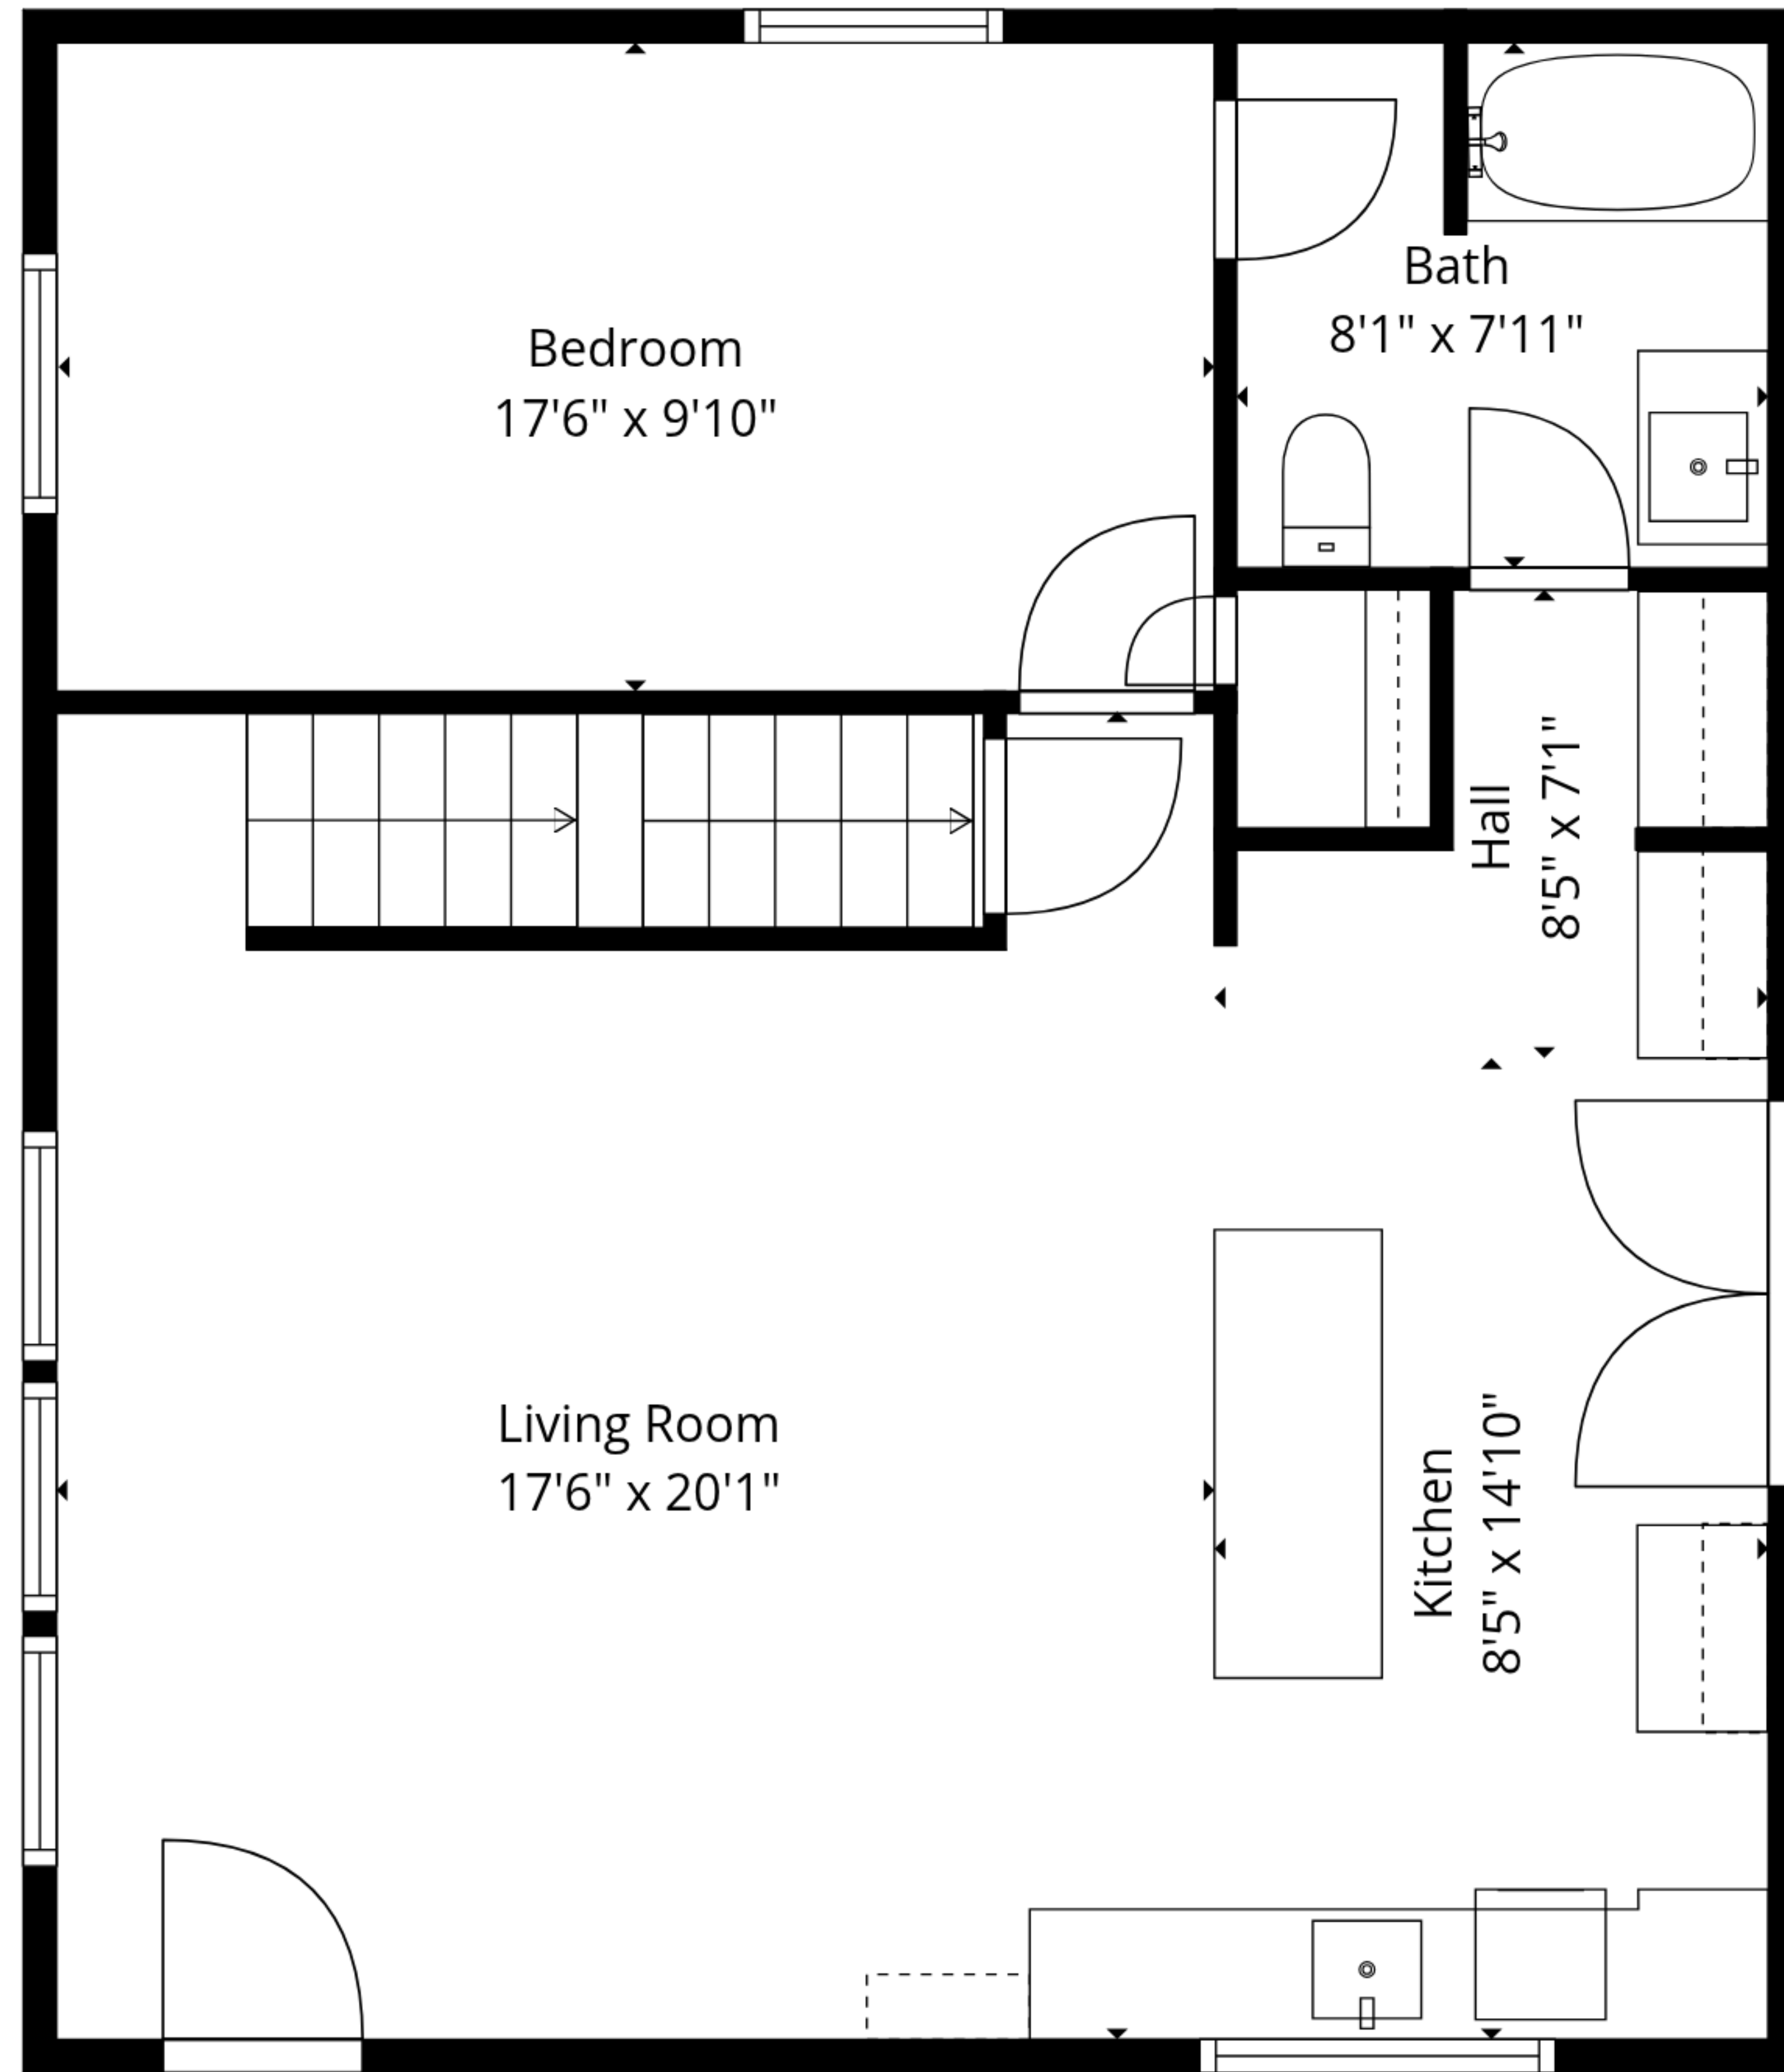 Bath
8'1" x 7'11"
Bedroom
17'6" x 9'10"
Hall
8'5" x 7'1"
Living Room
17'6" x 20'1"
Kitchen
8'5" x 14'10"